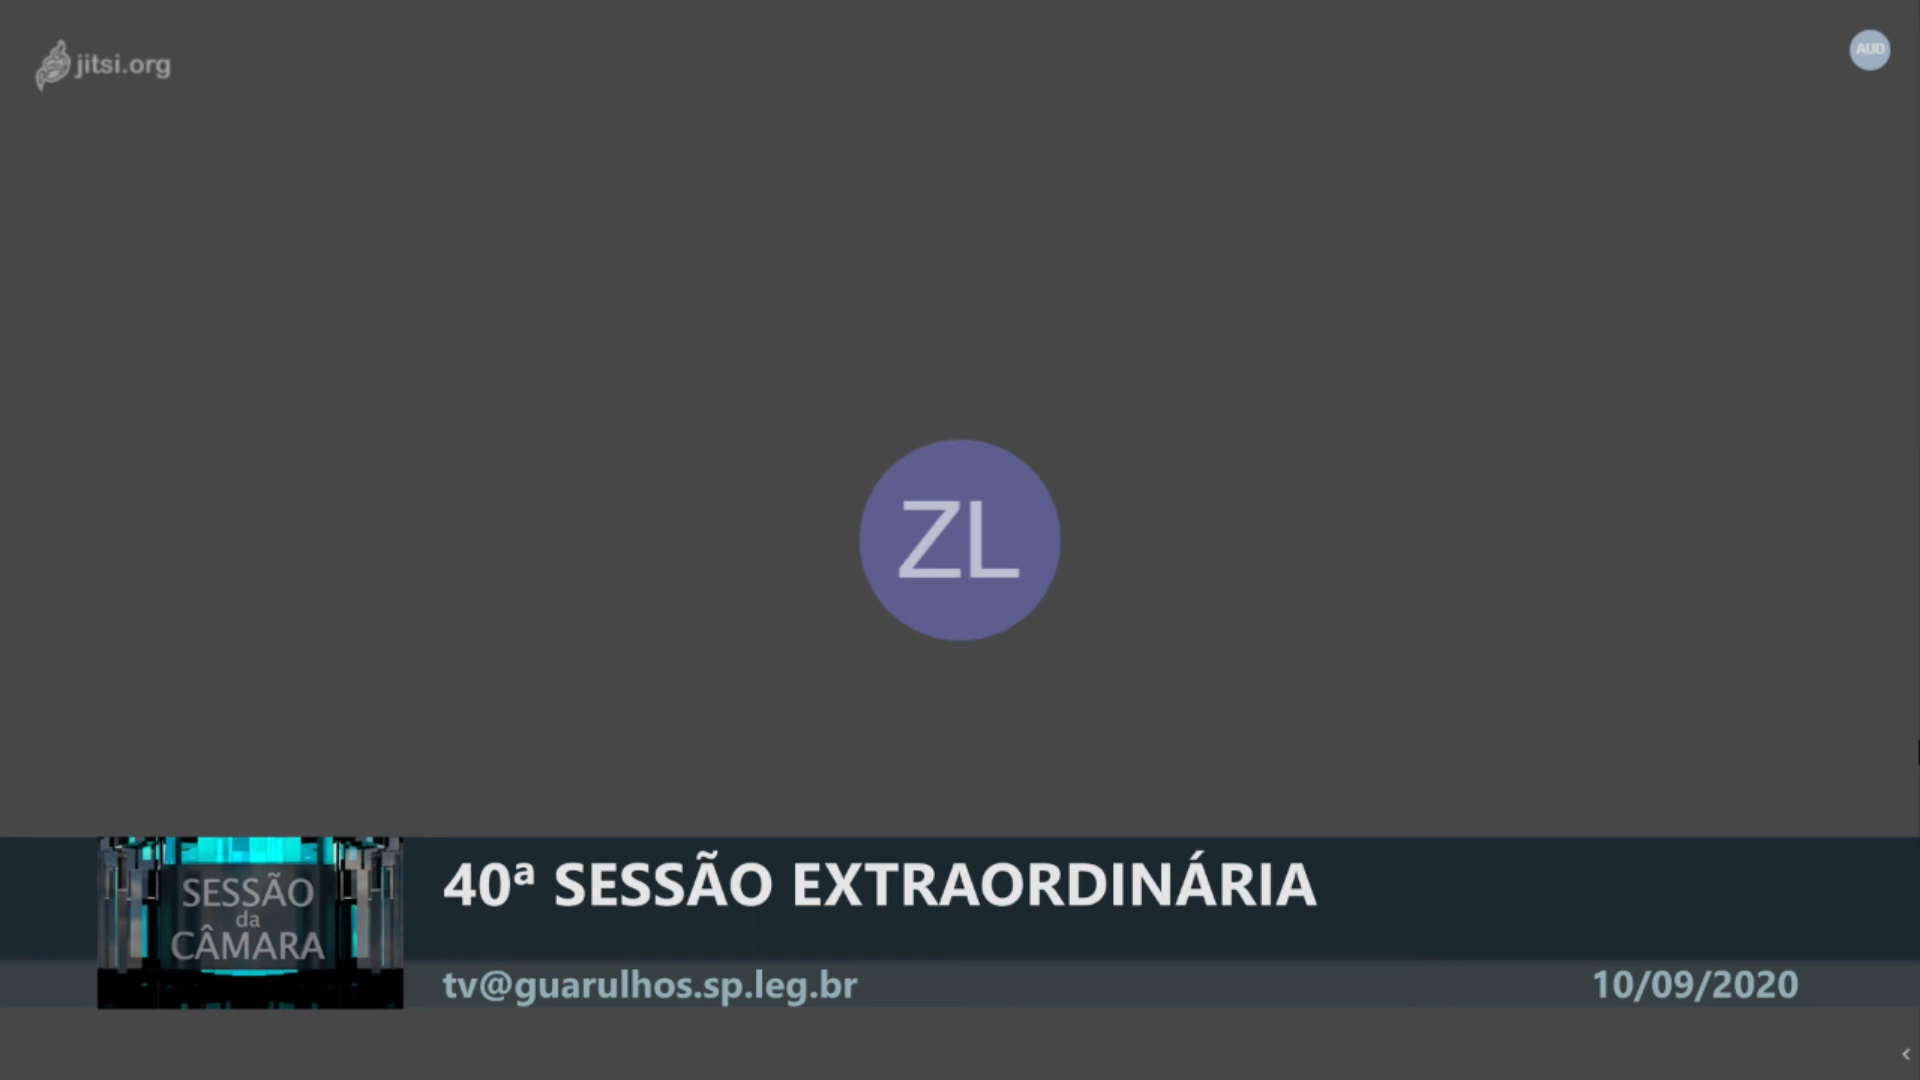 jitsi.org
AUD
ZL
SESSÃO
da
CÂMARA
40ª SESSÃO EXTRAORDINÁRIA
tv@guarulhos.sp.leg.br
10/09/2020